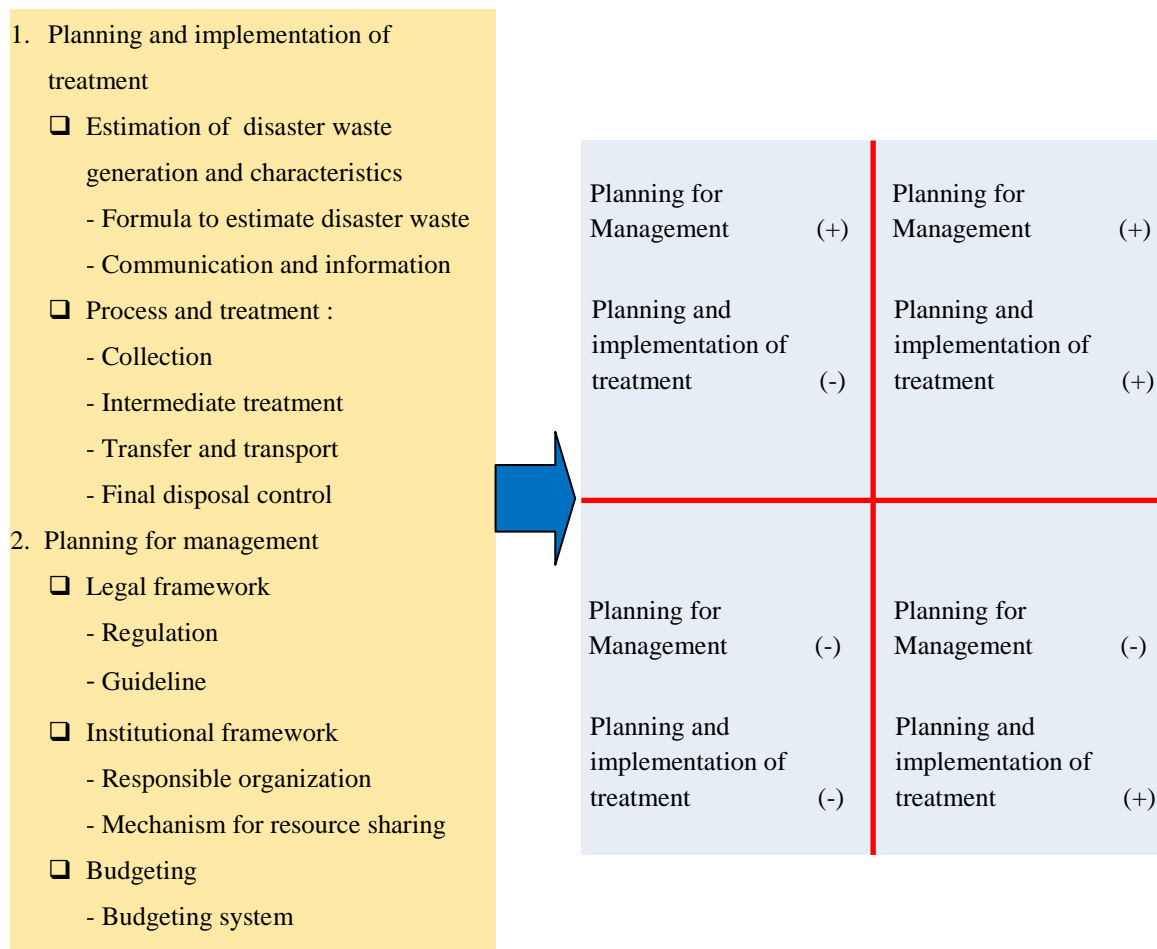 1. Planning and implementation of
treatment
❑ Estimation of disaster waste
generation and characteristics
- Formula to estimate disaster waste
- Communication and information
❑ Process and treatment :
- Collection
- Intermediate treatment
- Transfer and transport
- Final disposal control
2. Planning for management
❑ Legal framework
- Regulation
- Guideline
❑ Institutional framework
- Responsible organization
- Mechanism for resource sharing
❑ Budgeting
- Budgeting system
Planning for
Management (+)
Planning and
implementation of
treatment (-)
Planning for
Management (+)
Planning and
implementation of
treatment (+)
Planning for
Management (-)
Planning and
implementation of
treatment (-)
Planning for
Management (-)
Planning and
implementation of
treatment (+)